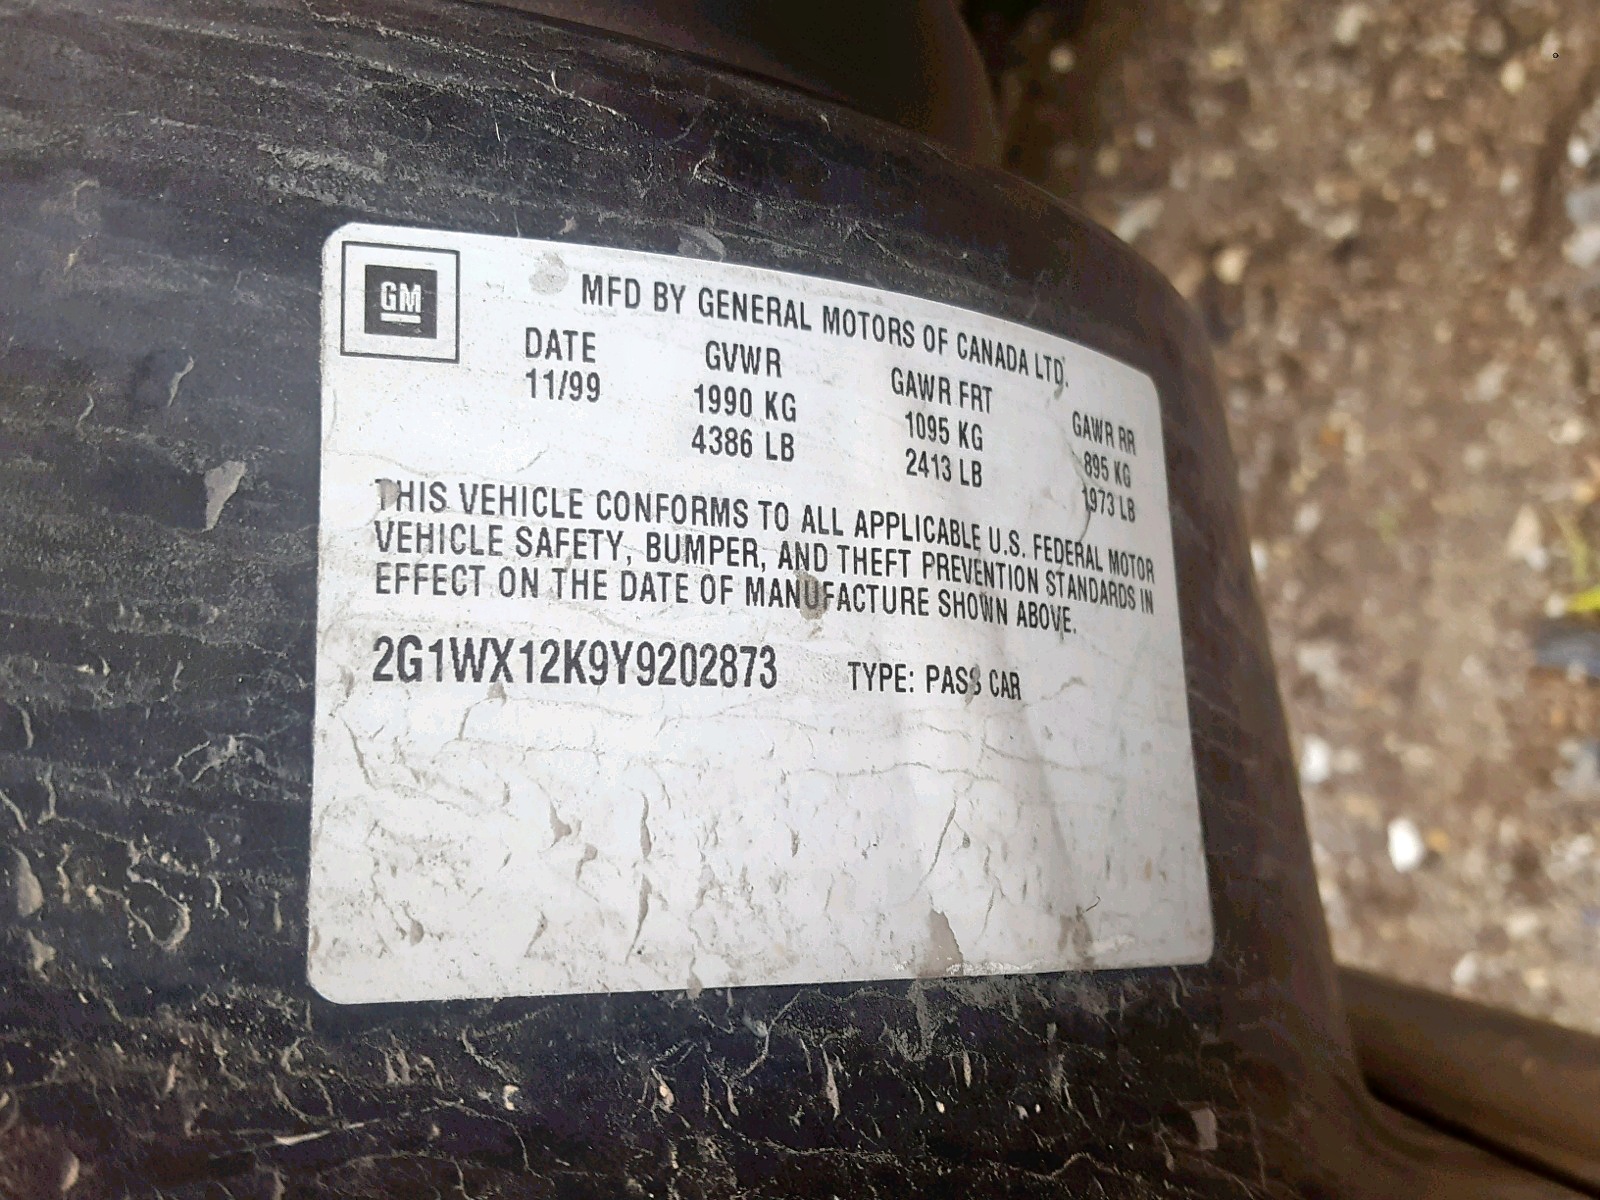 GM
MFD BY GENERAL MOTORS OF CANADA LTD.
DATE GVWR GAWR FRT GAWR RR
11/99 1990 KG 1095 KG 895 KG
4386 LB 2413 LB 1973 LB
THIS VEHICLE CONFORMS TO ALL APPLICABLE U.S. FEDERAL MOTOR
VEHICLE SAFETY, BUMPER, AND THEFT PREVENTION STANDARDS IN
EFFECT ON THE DATE OF MANUFACTURE SHOWN ABOVE.
2G1WX12K9Y9202873 TYPE: PASS CAR